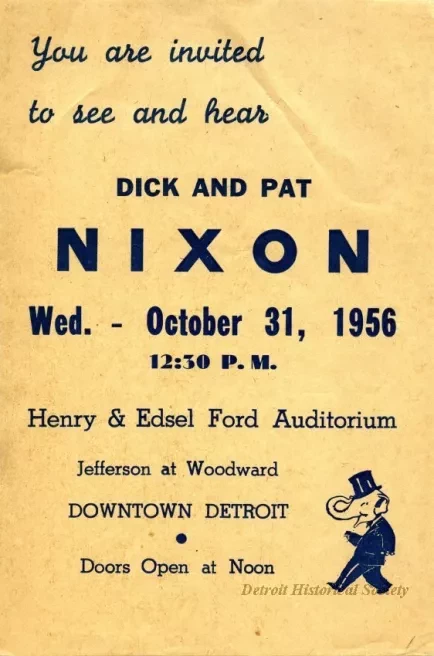 You are invited
to see and hear
DICK AND PAT
NIXON
Wed. - October 31, 1956
12:30 P. M.
Henry & Edsel Ford Auditorium
Jefferson at Woodward
DOWNTOWN DETROIT
•
Doors Open at Noon
Detroit Historical Society